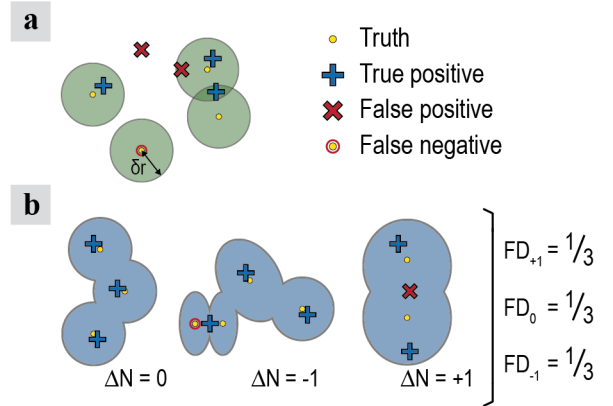 a
Truth
True positive
False positive
False negative
δr
b
FD+1 = 1/3
FD0 = 1/3
FD-1 = 1/3
ΔN = 0
ΔN = -1
ΔN = +1